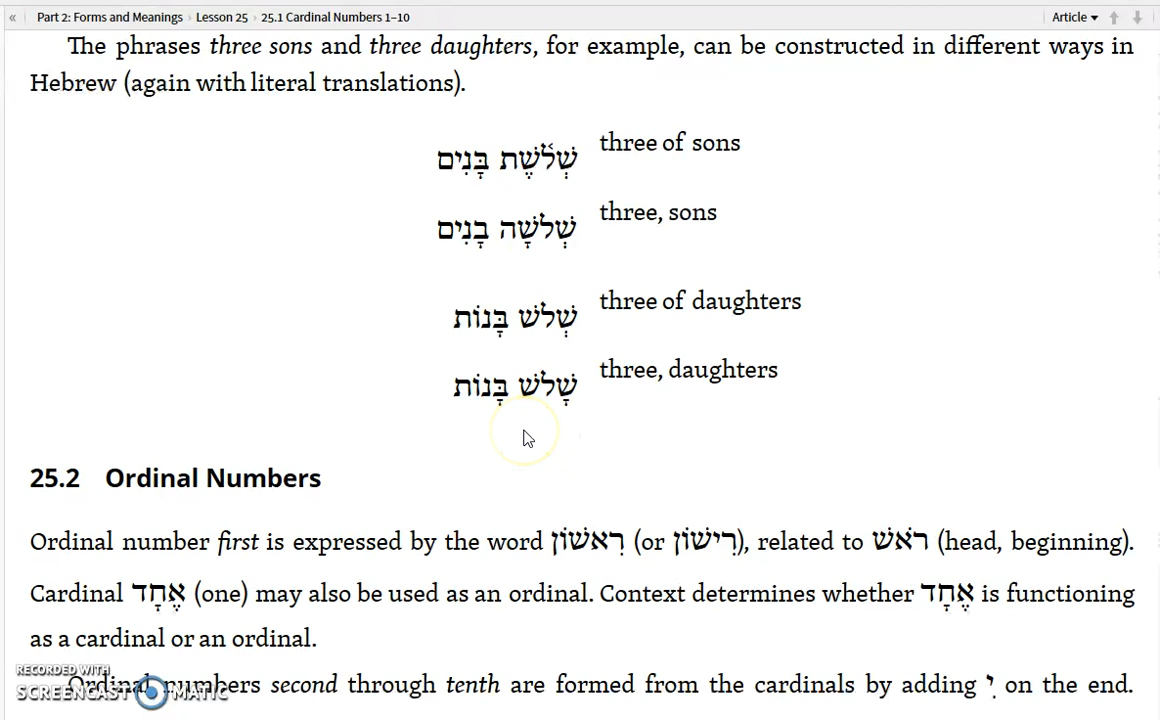 « Part 2: Forms and Meanings › Lesson 25 › 25.1 Cardinal Numbers 1–10 Article
The phrases three sons and three daughters, for example, can be constructed in different ways in
Hebrew (again with literal translations).
שְׁלֹ֫שֶׁת בָּנִים three of sons
שְׁלֹשָׁה בָנִים three, sons
שְׁלֹשׁ בָּנוֹת three of daughters
שָׁלֹשׁ בָּנוֹת three, daughters
25.2 Ordinal Numbers
Ordinal number first is expressed by the word רִאשׁוֹן (or רִישׁוֹן), related to רֹאשׁ (head, beginning).
Cardinal אֶחָד (one) may also be used as an ordinal. Context determines whether אֶחָד is functioning
as a cardinal or an ordinal.
Ordinal numbers second through tenth are formed from the cardinals by adding ִי on the end.
RECORDED WITH
SCREENCAST MATIC